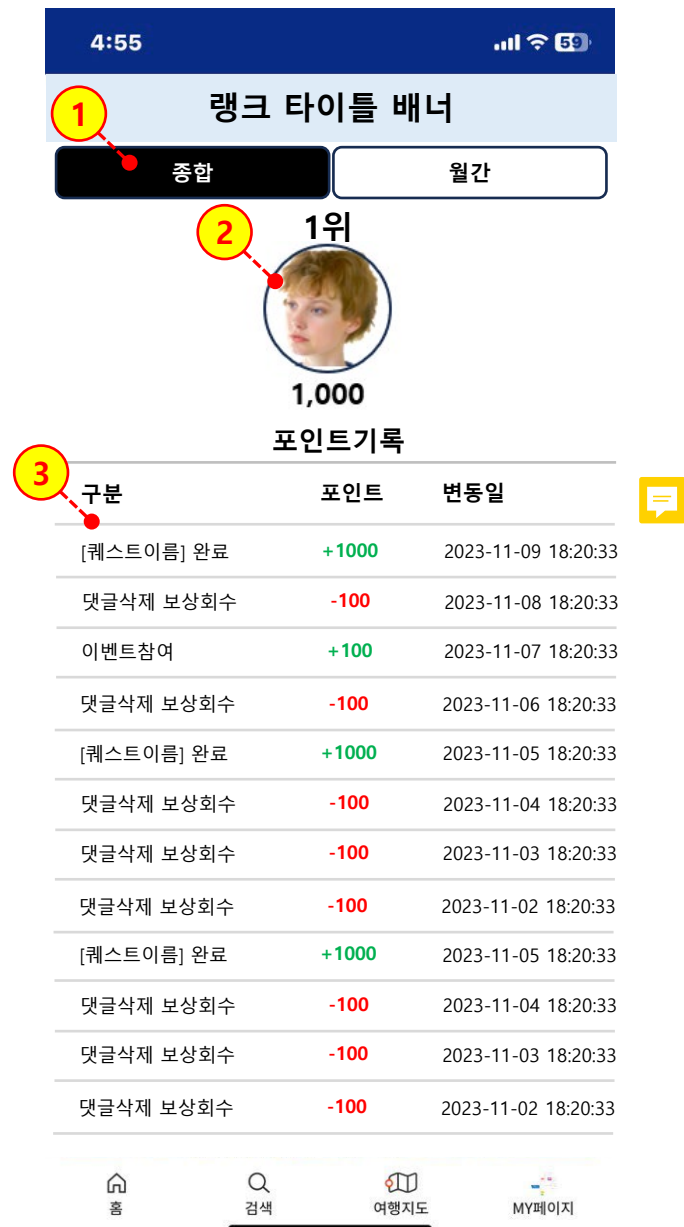 4:55 59
랭크 타이틀 배너
1
종합 월간
2
1위
1,000
포인트기록
3
구분 포인트 변동일
[퀘스트이름] 완료 +1000 2023-11-09 18:20:33
댓글삭제 보상회수 -100 2023-11-08 18:20:33
이벤트참여 +100 2023-11-07 18:20:33
댓글삭제 보상회수 -100 2023-11-06 18:20:33
[퀘스트이름] 완료 +1000 2023-11-05 18:20:33
댓글삭제 보상회수 -100 2023-11-04 18:20:33
댓글삭제 보상회수 -100 2023-11-03 18:20:33
댓글삭제 보상회수 -100 2023-11-02 18:20:33
[퀘스트이름] 완료 +1000 2023-11-05 18:20:33
댓글삭제 보상회수 -100 2023-11-04 18:20:33
댓글삭제 보상회수 -100 2023-11-03 18:20:33
댓글삭제 보상회수 -100 2023-11-02 18:20:33
홈 검색 여행지도 MY페이지